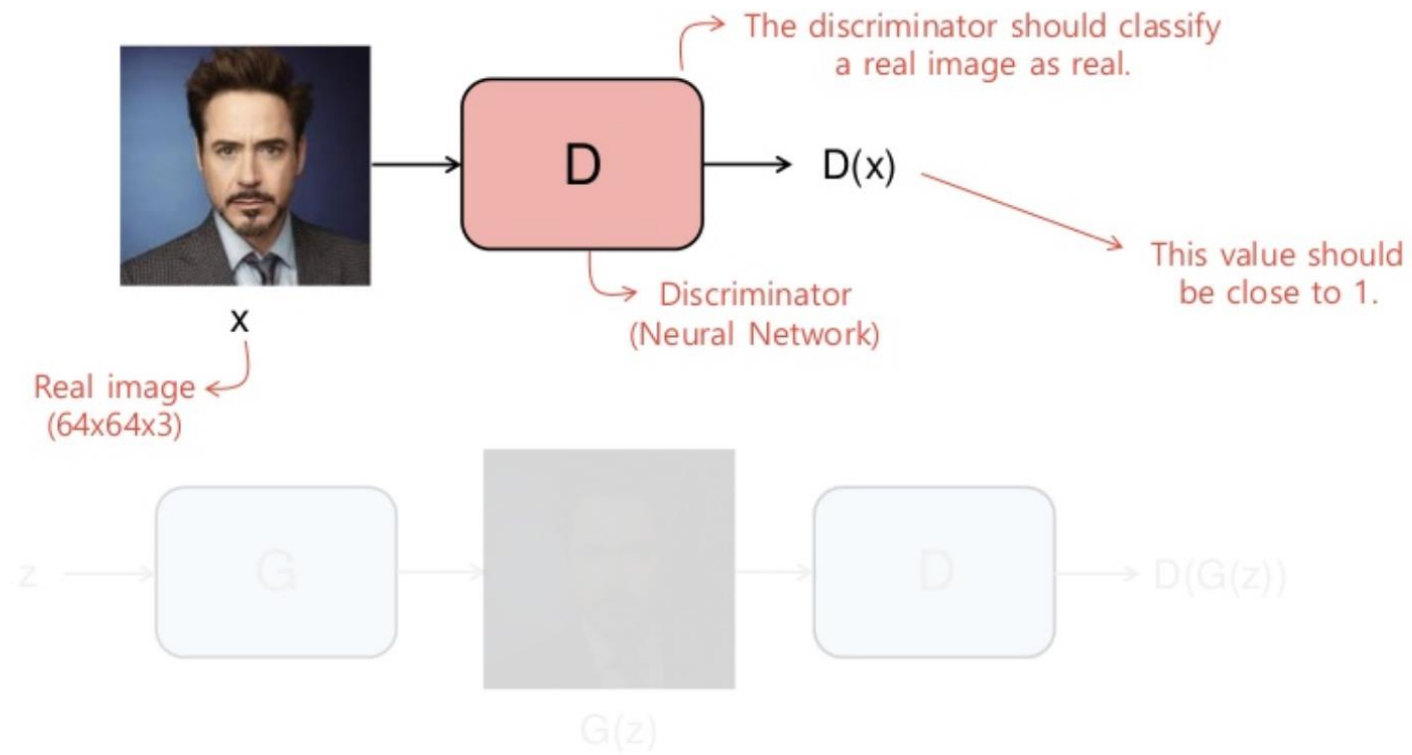 The discriminator should classify
a real image as real.
D
D(x)
This value should
be close to 1.
Discriminator
(Neural Network)
x
Real image
(64x64x3)
z
G
D
D(G(z))
G(z)